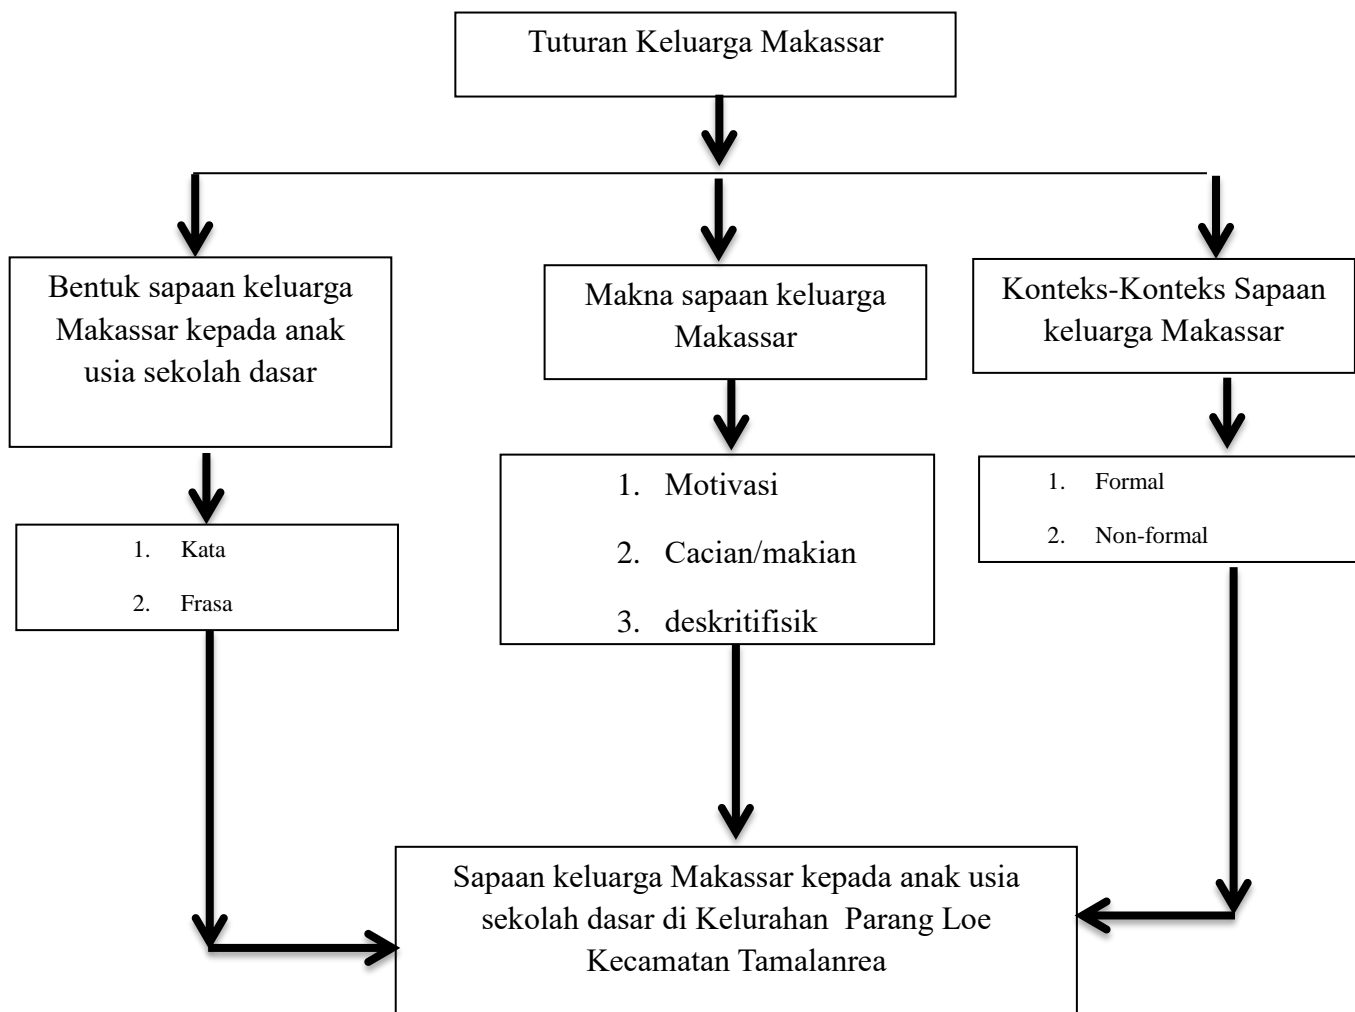 Tuturan Keluarga Makassar
Bentuk sapaan keluarga
Makassar kepada anak
usia sekolah dasar
Makna sapaan keluarga
Makassar
Konteks-Konteks Sapaan
keluarga Makassar
1. Kata
2. Frasa
1. Motivasi
2. Cacian/makian
3. deskritifisik
1. Formal
2. Non-formal
Sapaan keluarga Makassar kepada anak usia
sekolah dasar di Kelurahan Parang Loe
Kecamatan Tamalanrea